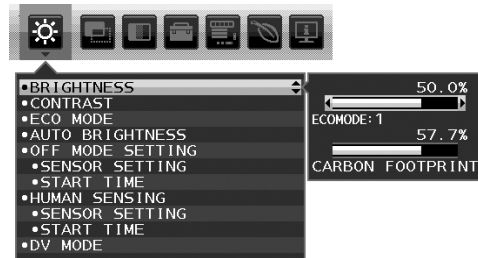 •BRIGHTNESS
•CONTRAST
•ECO MODE
•AUTO BRIGHTNESS
•OFF MODE SETTING
•SENSOR SETTING
•START TIME
•HUMAN SENSING
•SENSOR SETTING
•START TIME
•DV MODE
50.0%
ECOMODE:1
57.7%
CARBON FOOTPRINT